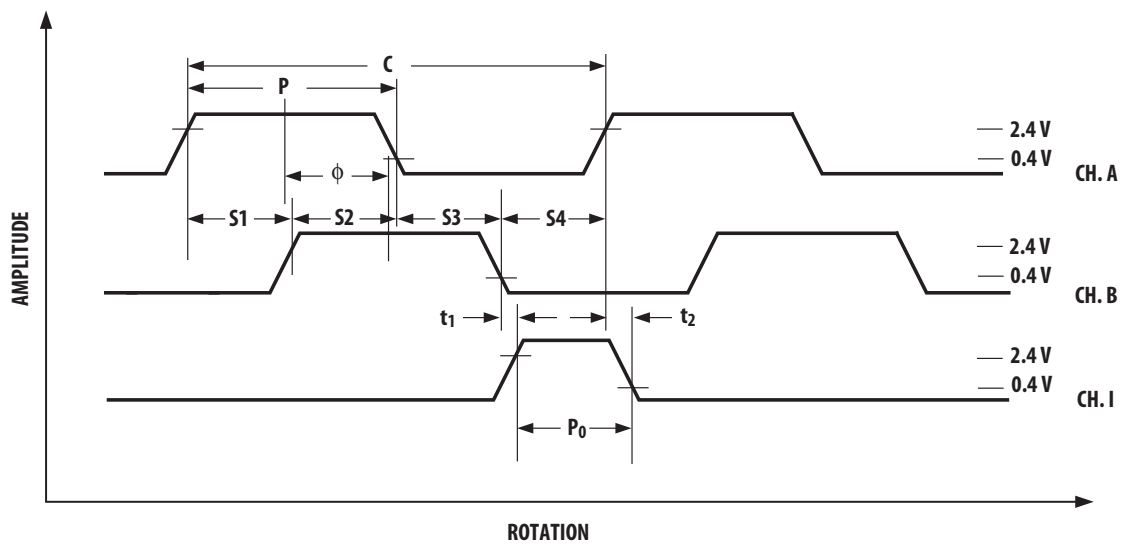 C
P
2.4 V
0.4 V
CH. A
ϕ
S1 S2 S3 S4
2.4 V
0.4 V
CH. B
AMPLITUDE
t1 t2
2.4 V
0.4 V
CH. I
P0
ROTATION